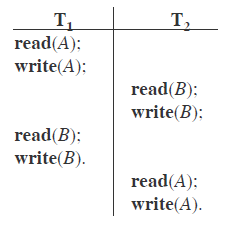 T1 T2
read(A);
write(A);
read(B);
write(B);
read(B);
write(B).
read(A);
write(A).